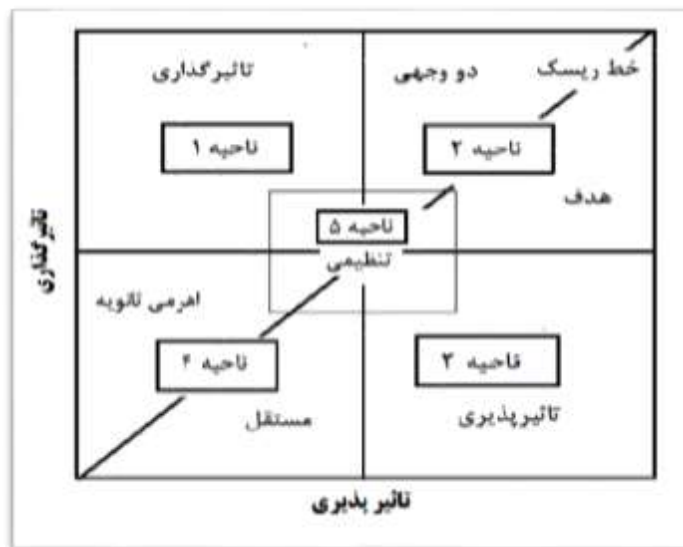 خط ریسک
دو وجهی
تاثیرگذاری
ناحیه ۲
ناحیه ۱
هدف
ناحیه ۵
تنظیمی
تاثیرگذاری
اهرمی ثانویه
ناحیه ۳
ناحیه ۴
تاثیرپذیری
مستقل
تاثیر پذیری